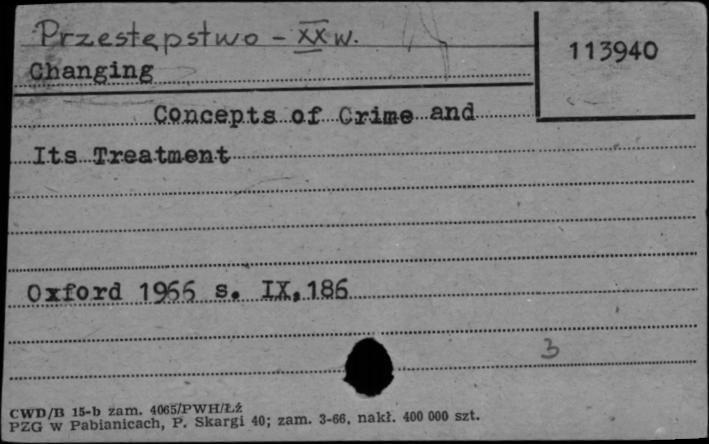 Przestępstwo - XX w.
113940
Changing
Concepts of Crime and
Its Treatment
Oxford 1966 s. IX,186
3
CWD/B 15-b zam. 4065/PWH/Łź
PZG w Pabianicach, P. Skargi 40; zam. 3-66, nakł. 400 000 szt.